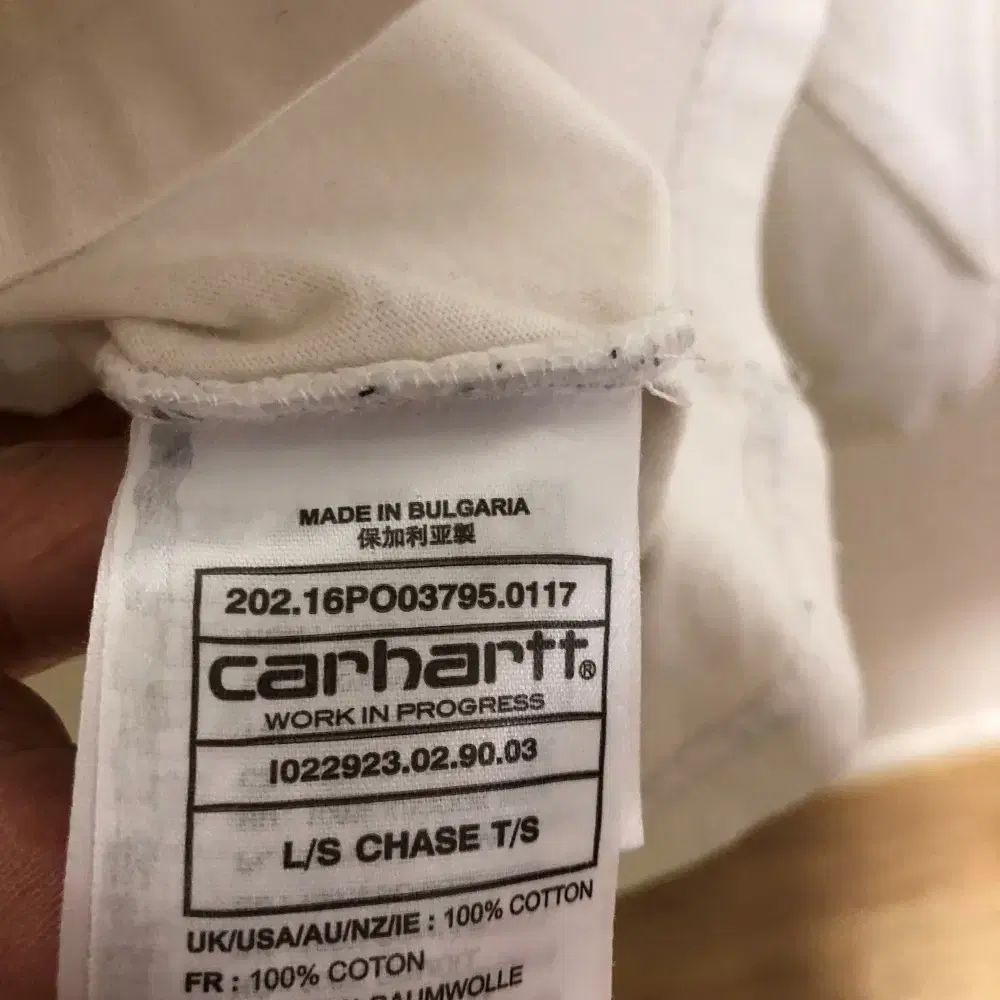 MADE IN BULGARIA
保加利亚製
202.16PO03795.0117
carhartt®
WORK IN PROGRESS
I022923.02.90.03
L/S CHASE T/S
UK/USA/AU/NZ/IE : 100% COTTON
FR : 100% COTON
BAUMWOLLE